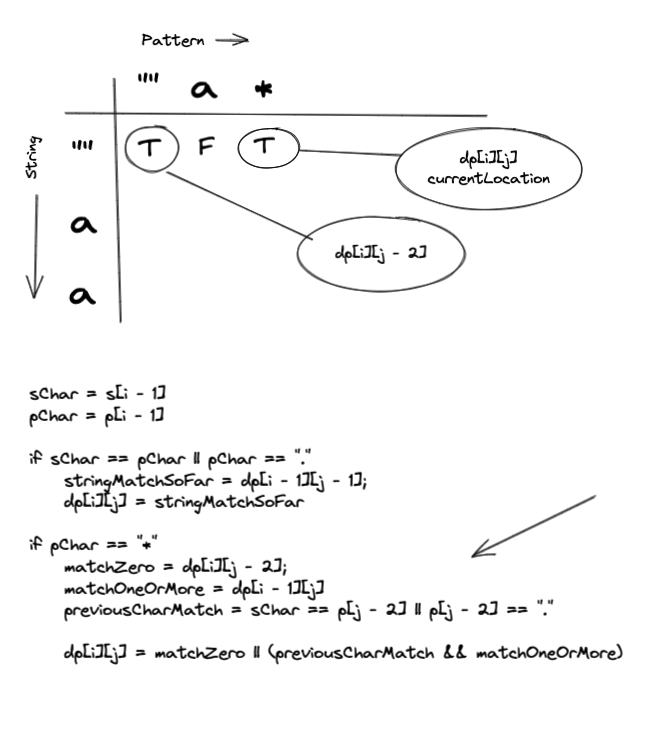 Pattern
"" a *
String
"" T F T
dp[i][j]
currentLocation
a
dp[i][j - 2]
a
sChar = s[i - 1]
pChar = p[i - 1]
if sChar == pChar || pChar == "."
stringMatchSoFar = dp[i - 1][j - 1];
dp[i][j] = stringMatchSoFar
if pChar == "*"
matchZero = dp[i][j - 2];
matchOneOrMore = dp[i - 1][j]
previousCharMatch = sChar == p[j - 2] || p[j - 2] == "."
dp[i][j] = matchZero || (previousCharMatch && matchOneOrMore)